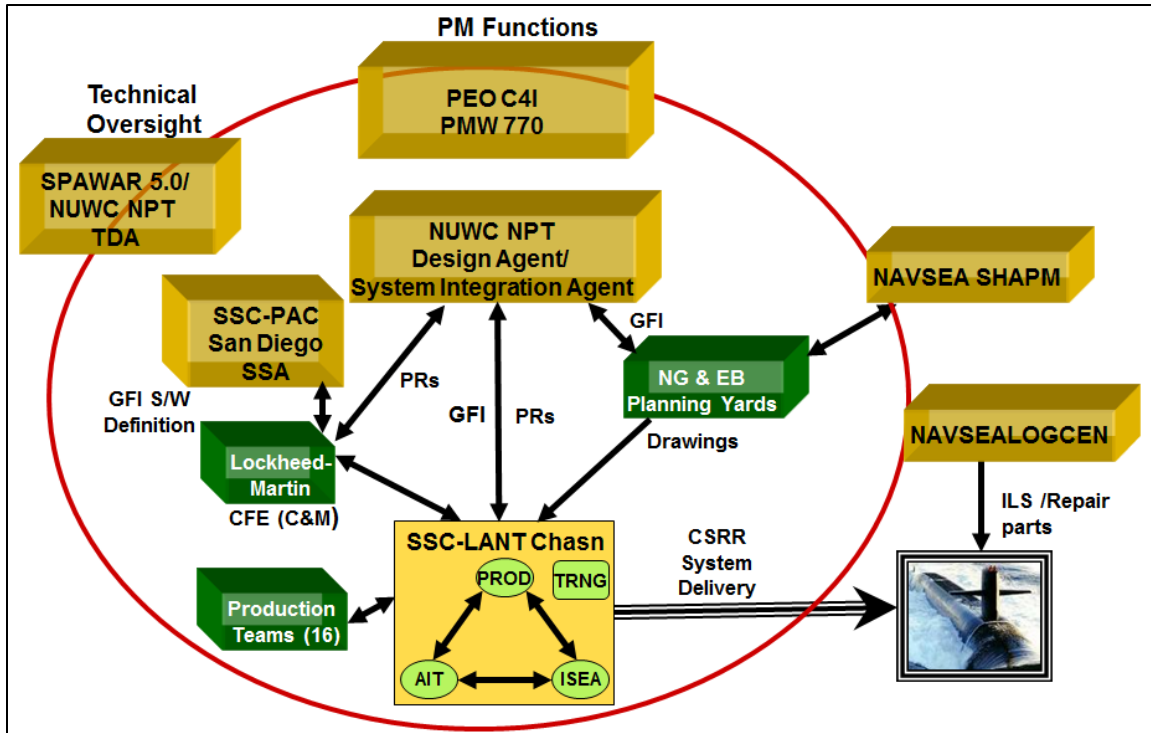 PM Functions
PEO C4I
PMW 770
Technical
Oversight
SPAWAR 5.0/
NUWC NPT
TDA
NUWC NPT
Design Agent/
System Integration Agent
NAVSEA SHAPM
SSC-PAC
San Diego
SSA
GFI
PRs
GFI
PRs
NG & EB
Planning Yards
GFI S/W
Definition
Drawings
NAVSEALOGCEN
Lockheed-
Martin
CFE (C&M)
ILS /Repair
parts
SSC-LANT Chasn
PROD
TRNG
AIT
ISEA
CSRR
System
Delivery
Production
Teams (16)